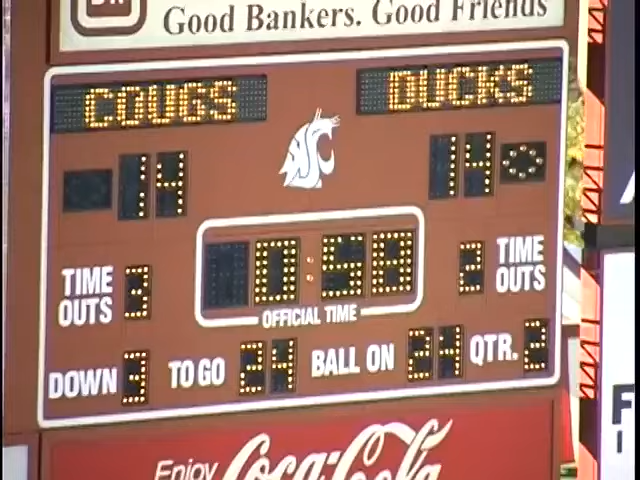 Good Bankers. Good Friends
COUGS DUCKS
14 14
TIME OUTS 3 0:58 2 TIME OUTS
OFFICIAL TIME
DOWN 3 TO GO 24 BALL ON 24 QTR. 2
Enjoy
Coca-Cola